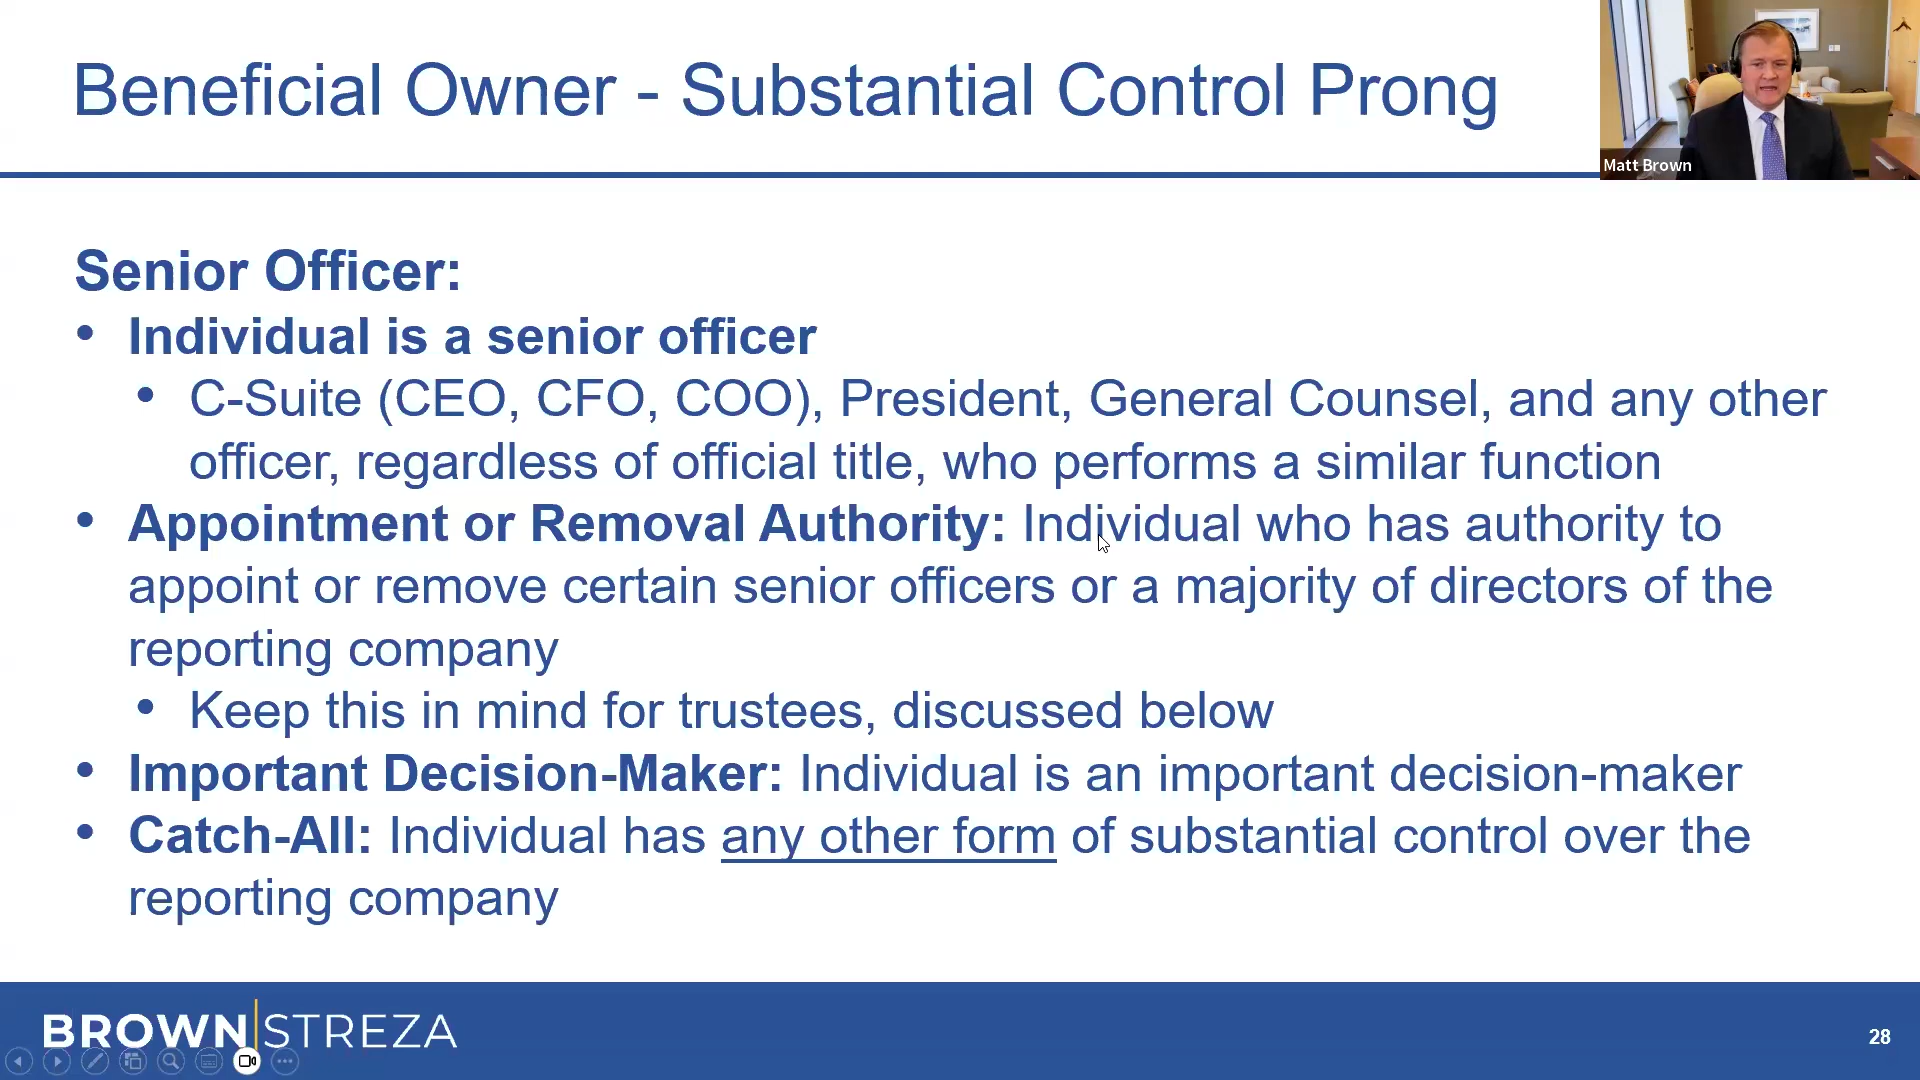 Beneficial Owner - Substantial Control Prong
Matt Brown
Senior Officer:
• Individual is a senior officer
• C-Suite (CEO, CFO, COO), President, General Counsel, and any other
officer, regardless of official title, who performs a similar function
• Appointment or Removal Authority: Individual who has authority to
appoint or remove certain senior officers or a majority of directors of the
reporting company
• Keep this in mind for trustees, discussed below
• Important Decision-Maker: Individual is an important decision-maker
• Catch-All: Individual has any other form of substantial control over the
reporting company
BROWN|STREZA
28